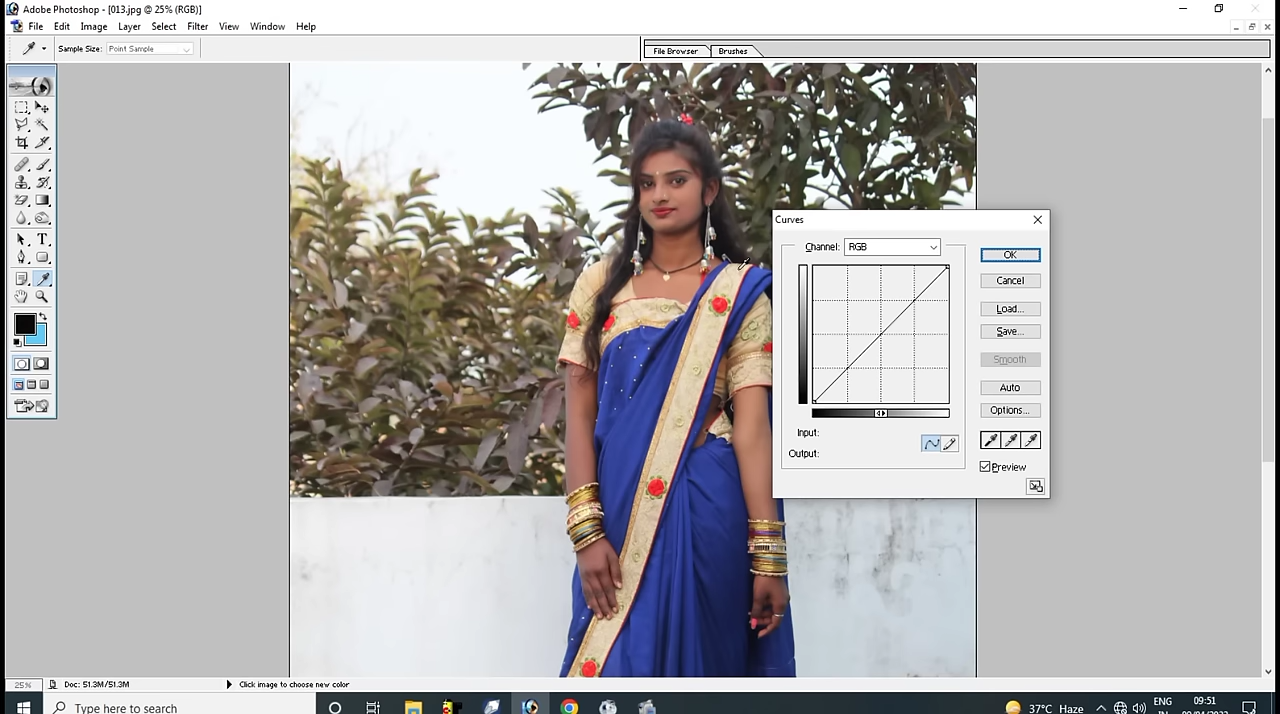 Adobe Photoshop - [013.jpg @ 25% (RGB)]
File Edit Image Layer Select Filter View Window Help
Sample Size: Point Sample
File Browser Brushes
Curves
Channel: RGB
OK
Cancel
Load...
Save...
Smooth
Auto
Options...
Input:
Output:
Preview
25% Doc: 51.3M/51.3M Click image to choose new color
Type here to search
37°C Haze
ENG
IN
09:51